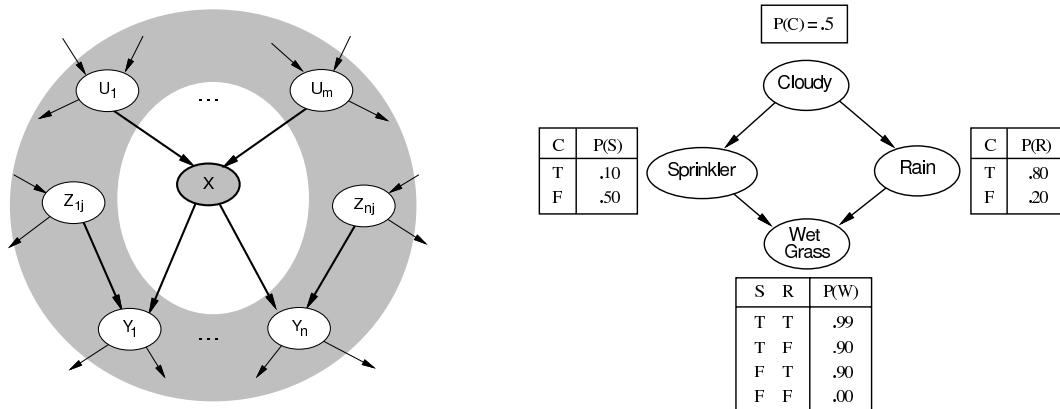 U1 ... Um
X
Z1j Znj
Y1 ... Yn
P(C) = .5
Cloudy
C P(S)
T .10
F .50
Sprinkler
Rain
C P(R)
T .80
F .20
Wet
Grass
S R P(W)
T T .99
T F .90
F T .90
F F .00